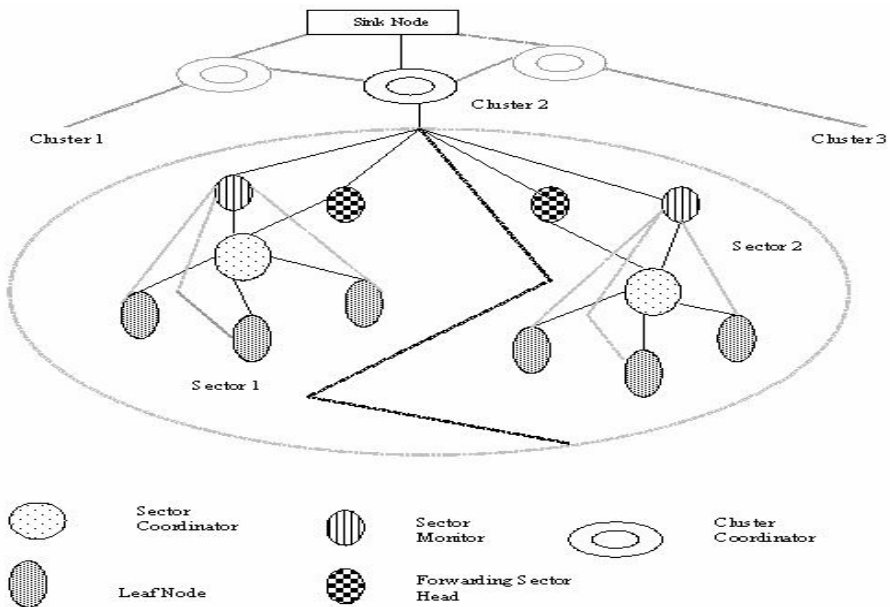 Sink Node
Cluster 2
Cluster 1
Cluster 3
Sector 2
Sector 1
Sector
Coordinator
Sector
Monitor
Cluster
Coordinator
Leaf Node
Forwarding Sector
Head